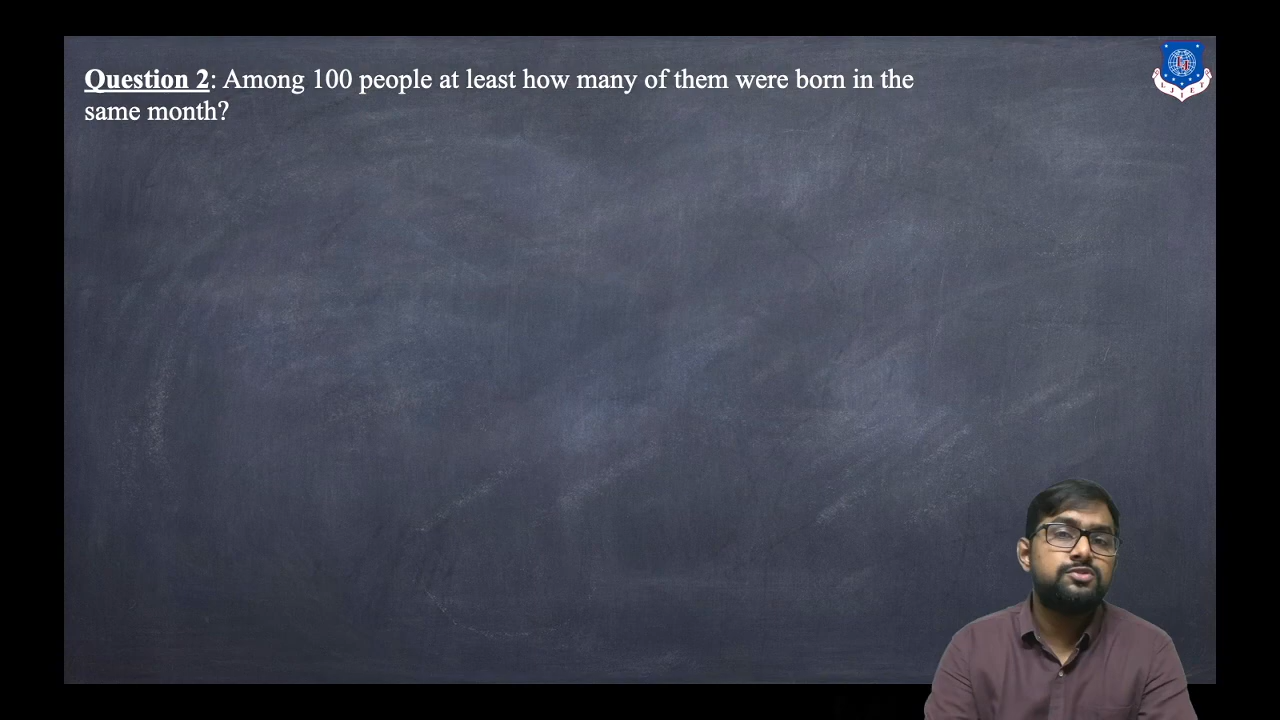 Question 2: Among 100 people at least how many of them were born in the
same month?